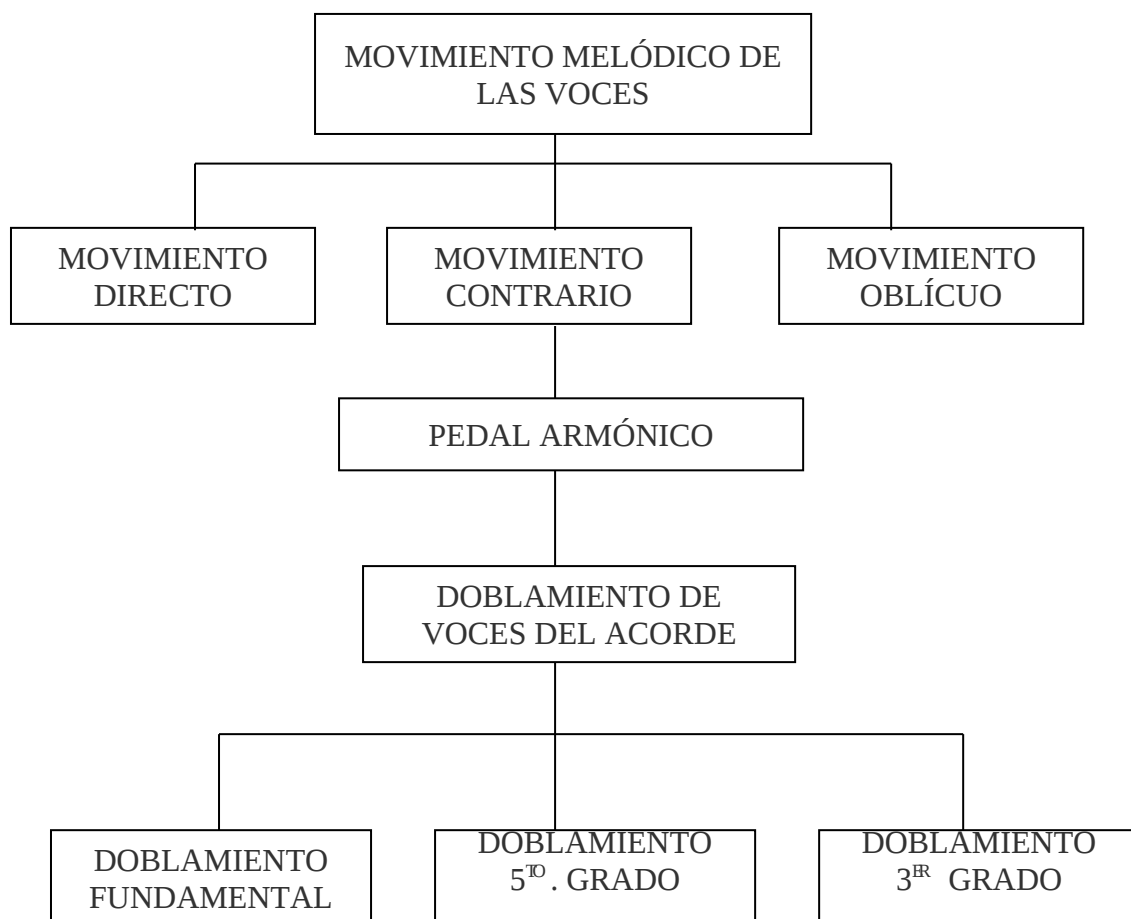 MOVIMIENTO MELÓDICO DE
LAS VOCES
MOVIMIENTO
DIRECTO
MOVIMIENTO
CONTRARIO
MOVIMIENTO
OBLÍCUO
PEDAL ARMÓNICO
DOBLAMIENTO DE
VOCES DEL ACORDE
DOBLAMIENTO
FUNDAMENTAL
DOBLAMIENTO
5TO . GRADO
DOBLAMIENTO
3ER GRADO